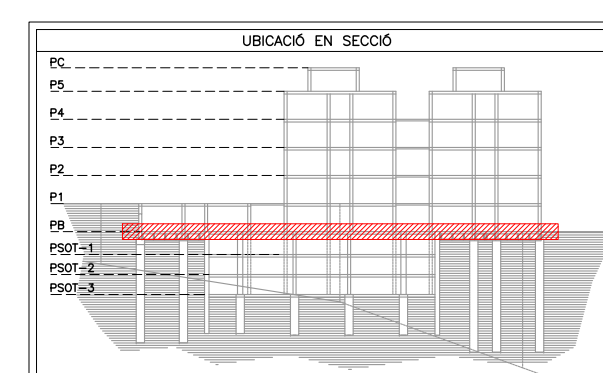 UBICACIÓ EN SECCIÓ
PC
P5
P4
P3
P2
P1
PB
PSOT-1
PSOT-2
PSOT-3